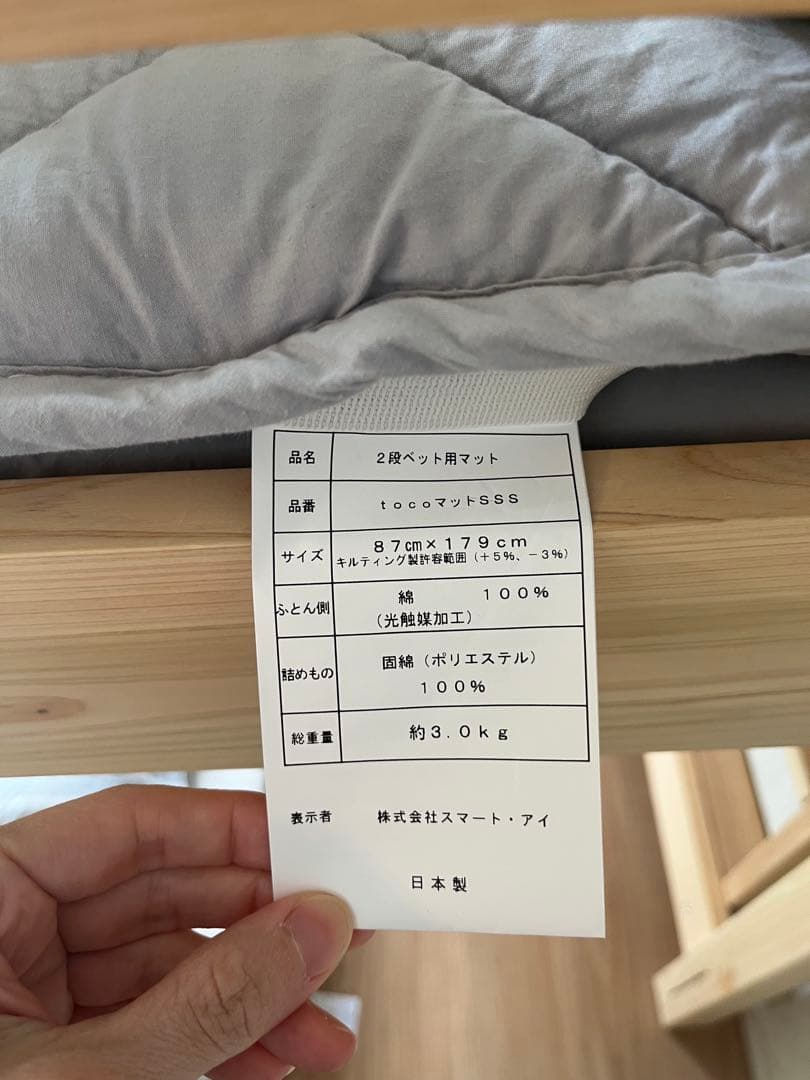 品名 2段ベット用マット
品番 tocoマットSSS
サイズ 87㎝×179cm
キルティング製許容範囲(+5%、-3%)
ふとん側 綿 100%
(光触媒加工)
詰めもの 固綿(ポリエステル)
100%
総重量 約3.0kg
表示者 株式会社スマート・アイ
日本製